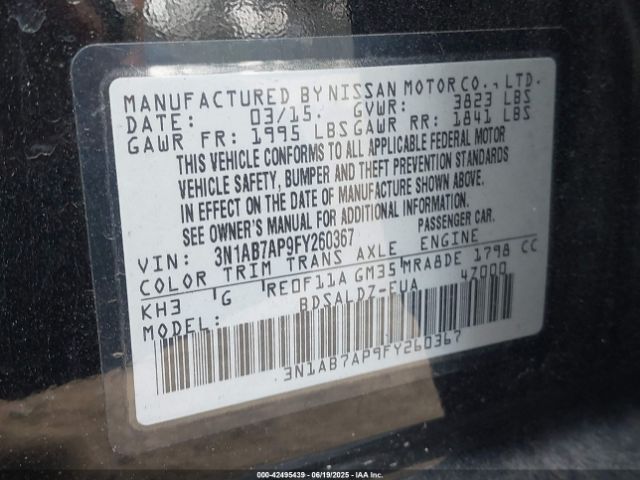 MANUFACTURED BY NISSAN MOTOR CO., LTD.
DATE: 03/15. GVWR: 3823 LBS
GAWR FR: 1995 LBS GAWR RR: 1841 LBS
THIS VEHICLE CONFORMS TO ALL APPLICABLE FEDERAL MOTOR
VEHICLE SAFETY, BUMPER AND THEFT PREVENTION STANDARDS
IN EFFECT ON THE DATE OF MANUFACTURE SHOWN ABOVE.
SEE OWNER'S MANUAL FOR ADDITIONAL INFORMATION.
VIN: 3N1AB7AP9FY260367 PASSENGER CAR.
COLOR TRIM TRANS AXLE ENGINE
KH3 G RE0F11A GM35 MRA8DE 1798 CC
MODEL: BDSALDZ-EUA 47000
3N1AB7AP9FY260367
000-42495439 - 06/19/2025 - IAA Inc.